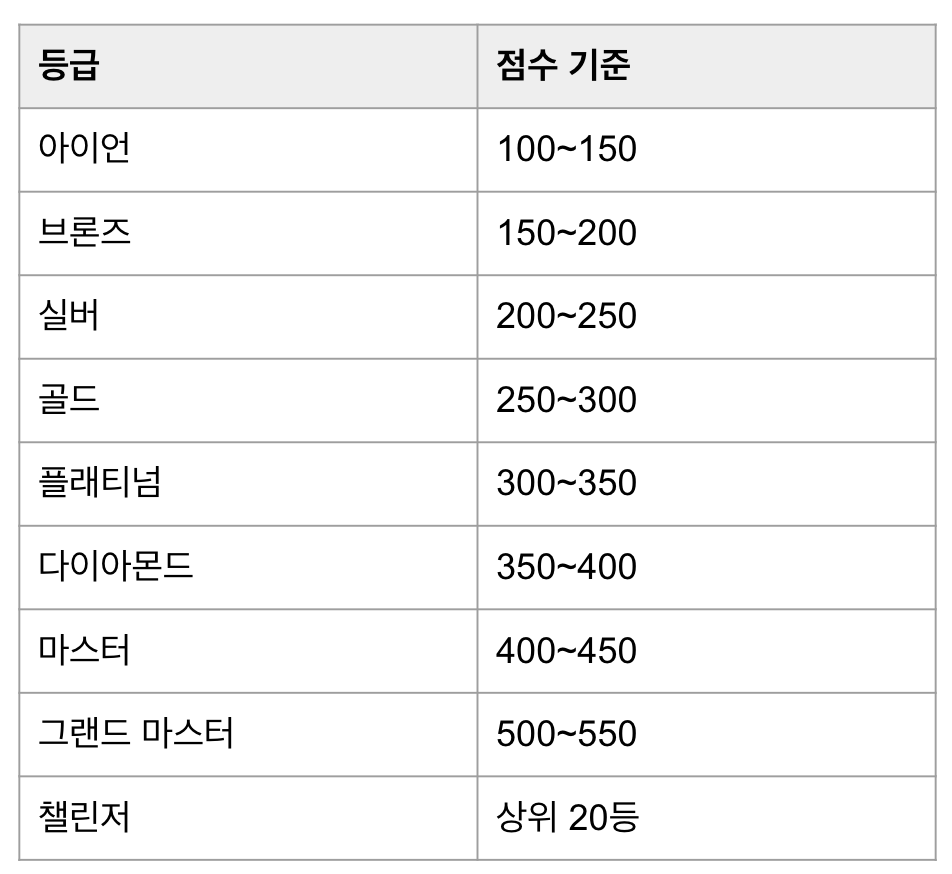 등급 점수 기준
아이언 100~150
브론즈 150~200
실버 200~250
골드 250~300
플래티넘 300~350
다이아몬드 350~400
마스터 400~450
그랜드 마스터 500~550
챌린저 상위 20등